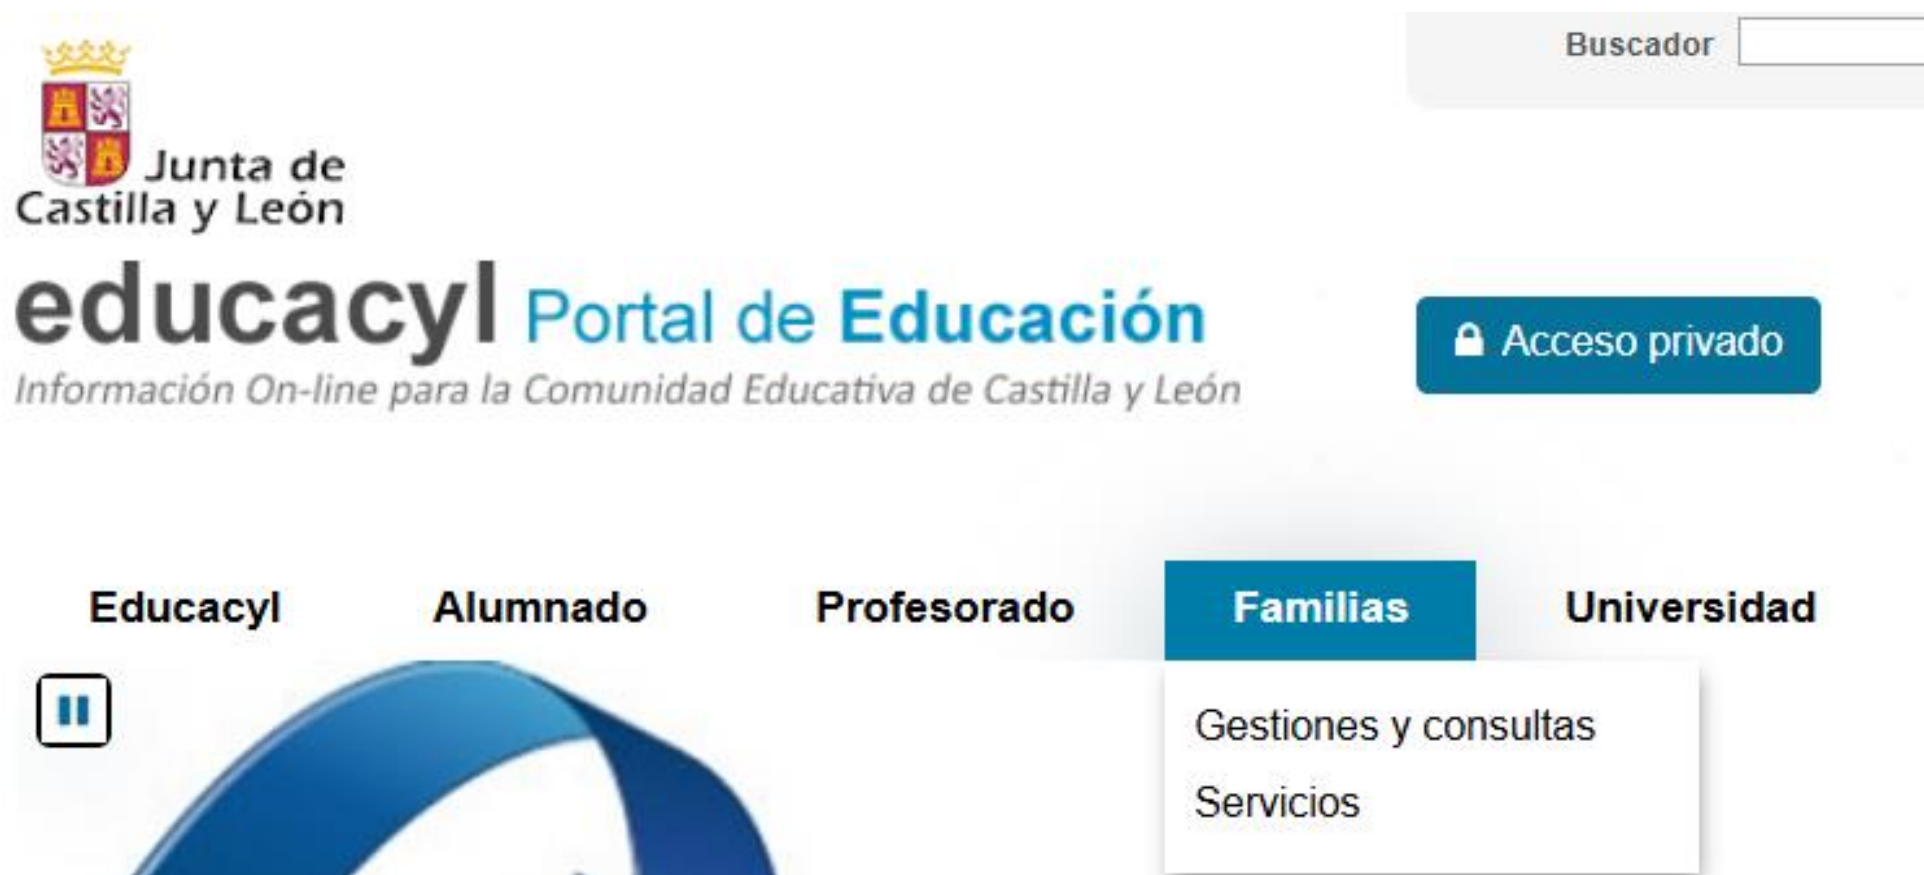 Buscador
Junta de
Castilla y León
educacyl Portal de Educación
Acceso privado
Información On-line para la Comunidad Educativa de Castilla y León
Educacyl Alumnado Profesorado Familias Universidad
Gestiones y consultas
Servicios